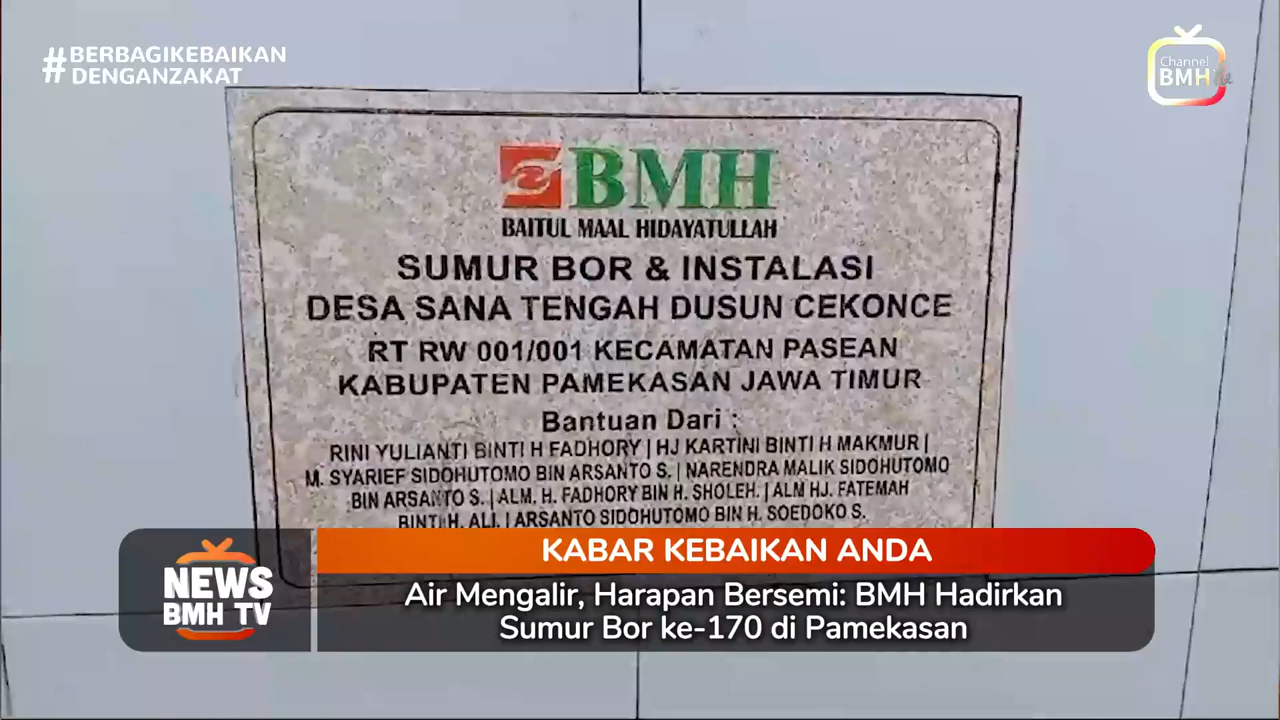 #BERBAGIKEBAIKAN
DENGANZAKAT
Channel
BMH
BMH
BAITUL MAAL HIDAYATULLAH
SUMUR BOR & INSTALASI
DESA SANA TENGAH DUSUN CEKONCE
RT RW 001/001 KECAMATAN PASEAN
KABUPATEN PAMEKASAN JAWA TIMUR
Bantuan Dari :
RINI YULIANTI BINTI H FADHORY | HJ KARTINI BINTI H MAKMUR |
M. SYARIEF SIDOHUTOMO BIN ARSANTO S. | NARENDRA MALIK SIDOHUTOMO
BIN ARSANTO S. | ALM. H. FADHORY BIN H. SHOLEH. | ALM HJ. FATEMAH
BINTI H. ALI. | ARSANTO SIDOHUTOMO BIN H. SOEDOKO S.
KABAR KEBAIKAN ANDA
NEWS
BMH TV
Air Mengalir, Harapan Bersemi: BMH Hadirkan
Sumur Bor ke-170 di Pamekasan